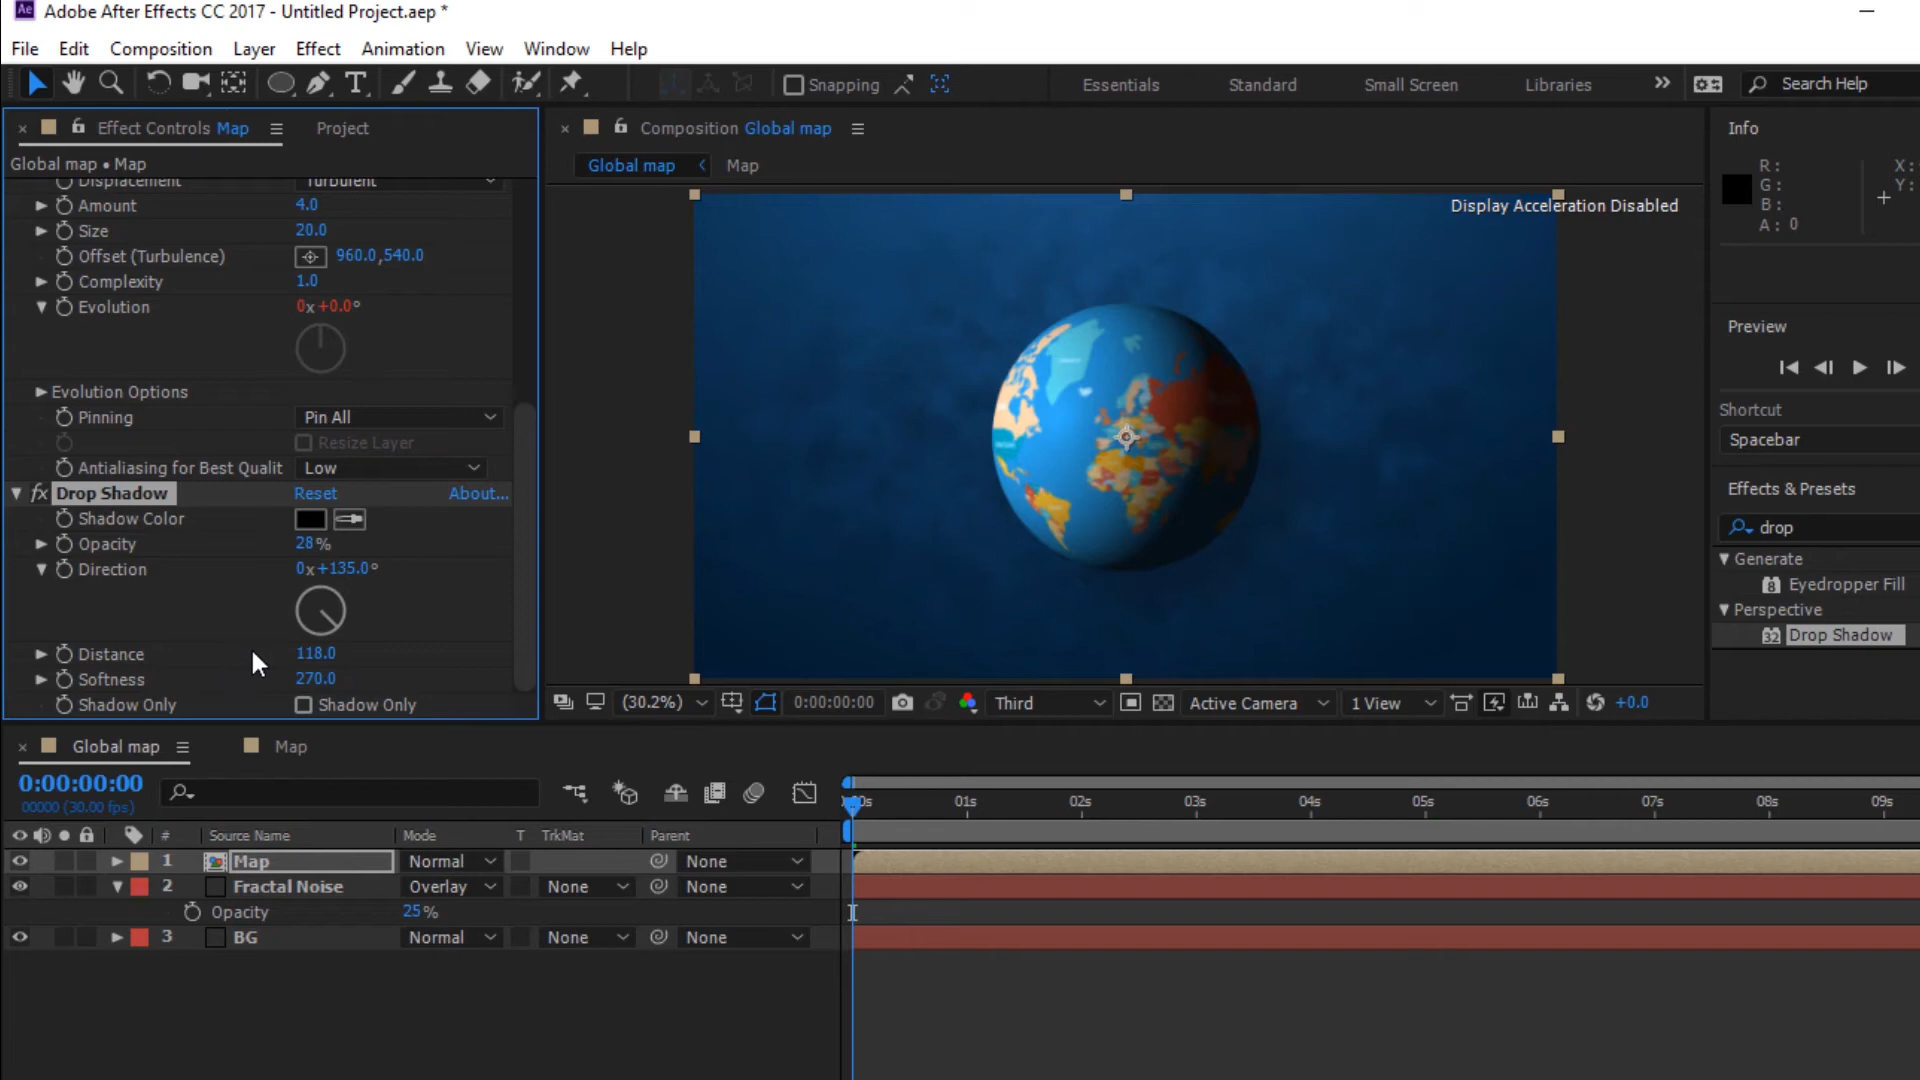 Ae Adobe After Effects CC 2017 - Untitled Project.aep *
File Edit Composition Layer Effect Animation View Window Help
Snapping Essentials Standard Small Screen Libraries Search Help
Effect Controls Map Project
Global map • Map
Displacement Turbulent
Amount 4.0
Size 20.0
Offset (Turbulence) 960.0,540.0
Complexity 1.0
Evolution 0x+0.0°
Evolution Options
Pinning Pin All
Resize Layer
Antialiasing for Best Qualit Low
fx Drop Shadow Reset About...
Shadow Color
Opacity 28%
Direction 0x+135.0°
Distance 118.0
Softness 270.0
Shadow Only Shadow Only
Composition Global map
Global map Map
Display Acceleration Disabled
(30.2%) 0:00:00:00 Third Active Camera 1 View +0.0
Info
R: X:
G: Y:
B:
A: 0
Preview
Shortcut
Spacebar
Effects & Presets
drop
Generate
8 Eyedropper Fill
Perspective
32 Drop Shadow
Global map Map
0:00:00:00
00000 (30.00 fps)
# Source Name Mode T TrkMat Parent
1 Map Normal None
2 Fractal Noise Overlay None None
Opacity 25%
3 BG Normal None None
01s 02s 03s 04s 05s 06s 07s 08s 09s